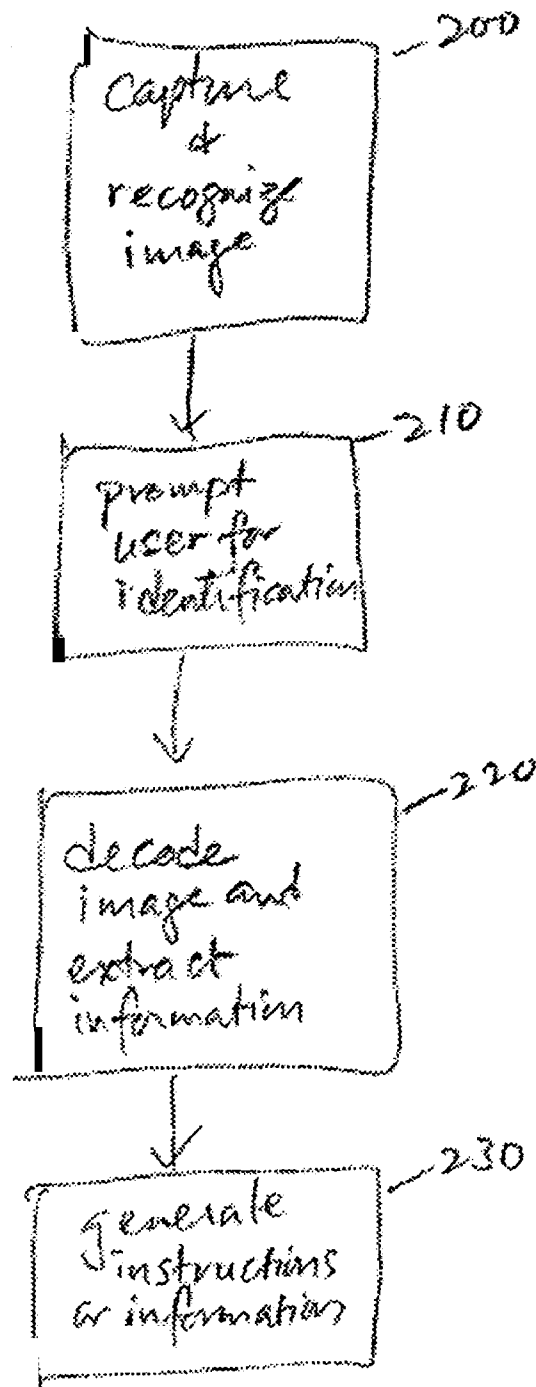 200
Capture
&
recognize
image
210
prompt
user for
identification
220
decode
image and
extract
information
230
generate
instructions
or information